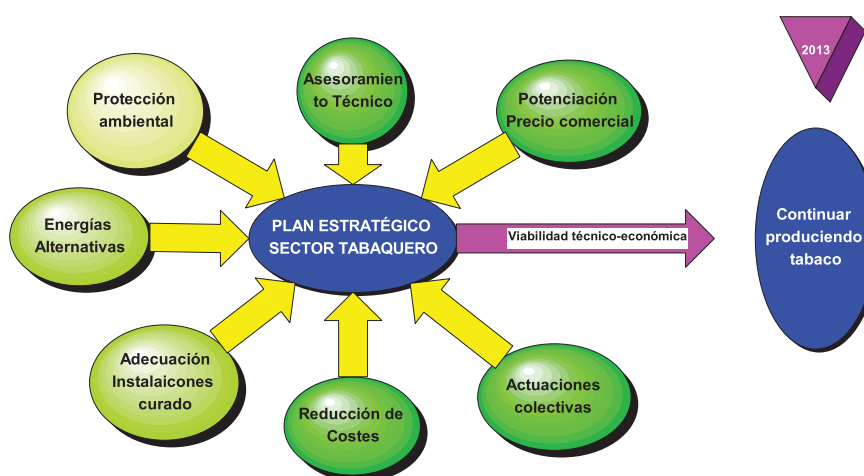 2013
Protección
ambiental
Asesoramien
to Técnico
Potenciación
Precio comercial
Energías
Alternativas
PLAN ESTRATÉGICO
SECTOR TABAQUERO
Viabilidad técnico-económica
Continuar
produciendo
tabaco
Adecuación
Instalaicones
curado
Reducción de
Costes
Actuaciones
colectivas